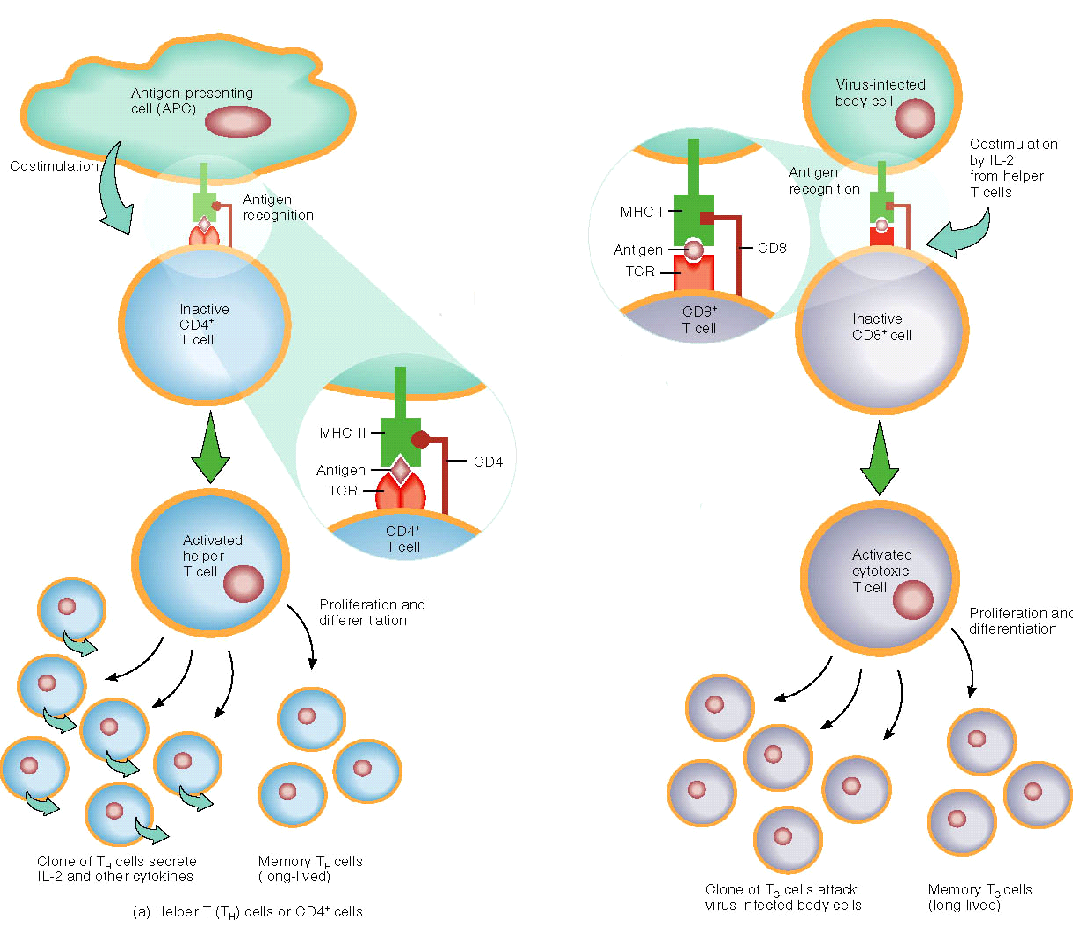 Antigen-presenting
cell (APC)
Costimulation
Antigen
recognition
Inactive
CD4+
T cell
MHC II
Antigen
TCR
CD4
CD4+
T cell
Activated
helper
T cell
Proliferation and
differentiation
Clone of TH cells secrete
IL-2 and other cytokines
Memory TH cells
(long-lived)
(a) Helper T (TH) cells or CD4+ cells
Virus-infected
body cell
Costimulation
by IL-2
from helper
T cells
Antigen
recognition
MHC I
Antigen
TCR
CD8
CD8+
T cell
Inactive
CD8+ cell
Activated
cytotoxic
T cell
Proliferation and
differentiation
Clone of TC cells attack
virus-infected body cells
Memory TC cells
(long-lived)